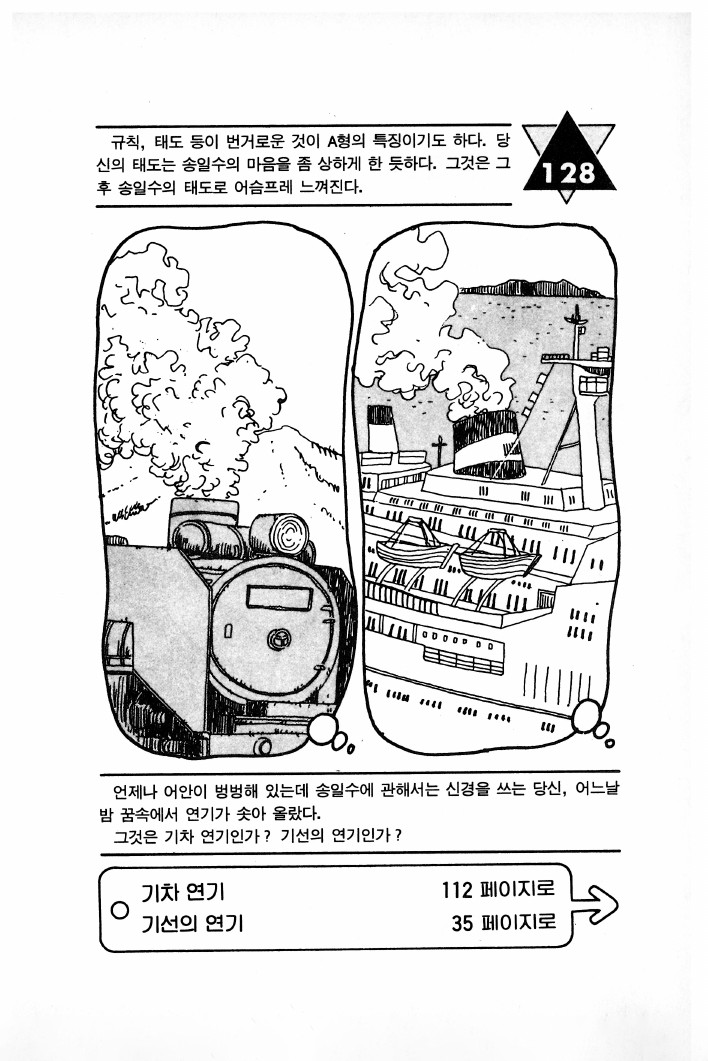 규칙, 태도 등이 번거로운 것이 A형의 특징이기도 하다. 당
신의 태도는 송일수의 마음을 좀 상하게 한 듯하다. 그것은 그
후 송일수의 태도로 어슴프레 느껴진다.
128
언제나 어안이 벙벙해 있는데 송일수에 관해서는 신경을 쓰는 당신, 어느날
밤 꿈속에서 연기가 솟아 올랐다.
그것은 기차 연기인가? 기선의 연기인가?
기차 연기 112 페이지로
기선의 연기 35 페이지로